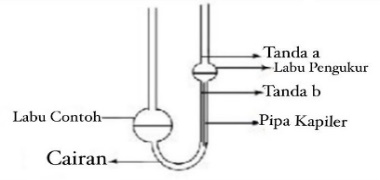 Tanda a
Labu Pengukur
Tanda b
Labu Contoh
Pipa Kapiler
Cairan